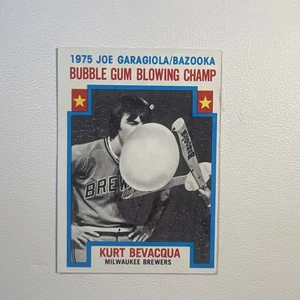 1975 JOE GARAGIOLA/BAZOOKA
BUBBLE GUM BLOWING CHAMP
BREW
KURT BEVACQUA
MILWAUKEE BREWERS